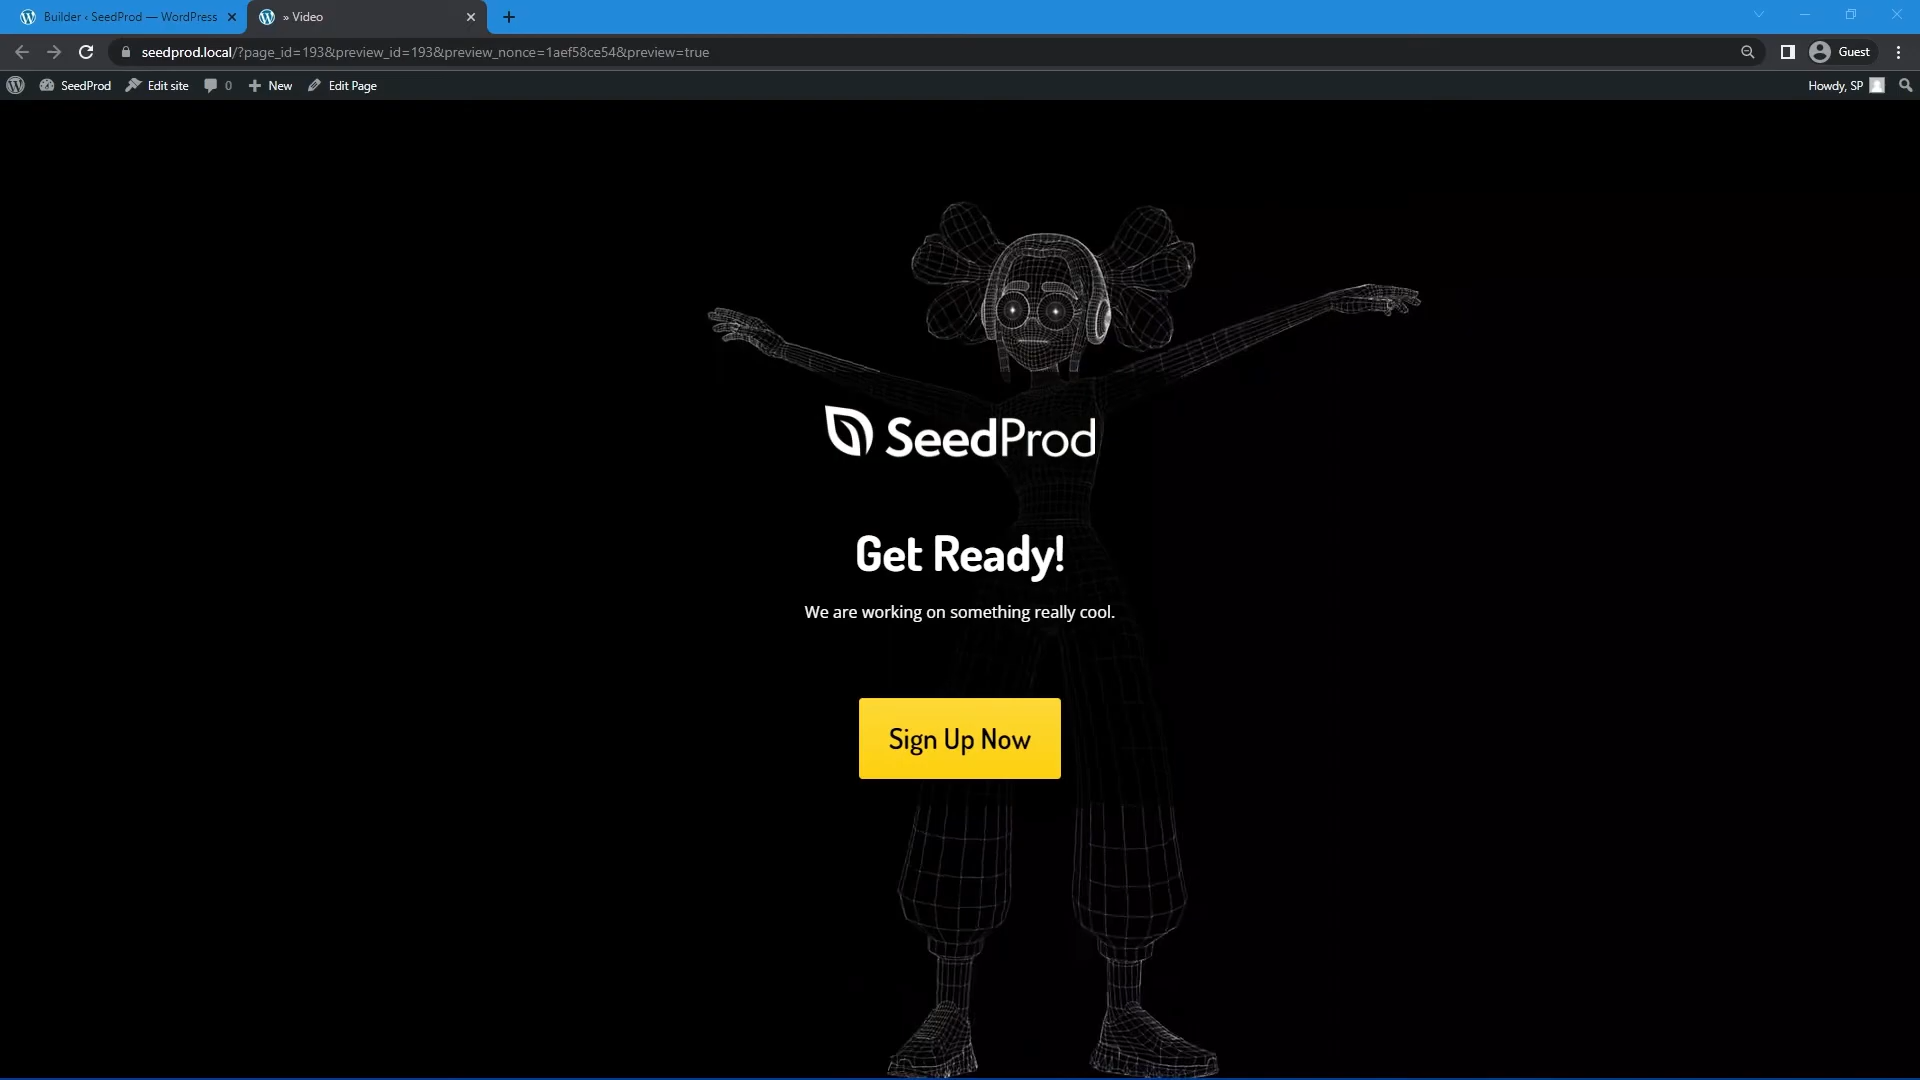 Builder ‹ SeedProd — WordPress
» Video
seedprod.local/?page_id=193&preview_id=193&preview_nonce=1aef58ce54&preview=true
Guest
SeedProd
Edit site
0
New
Edit Page
Howdy, SP
SeedProd
Get Ready!
We are working on something really cool.
Sign Up Now